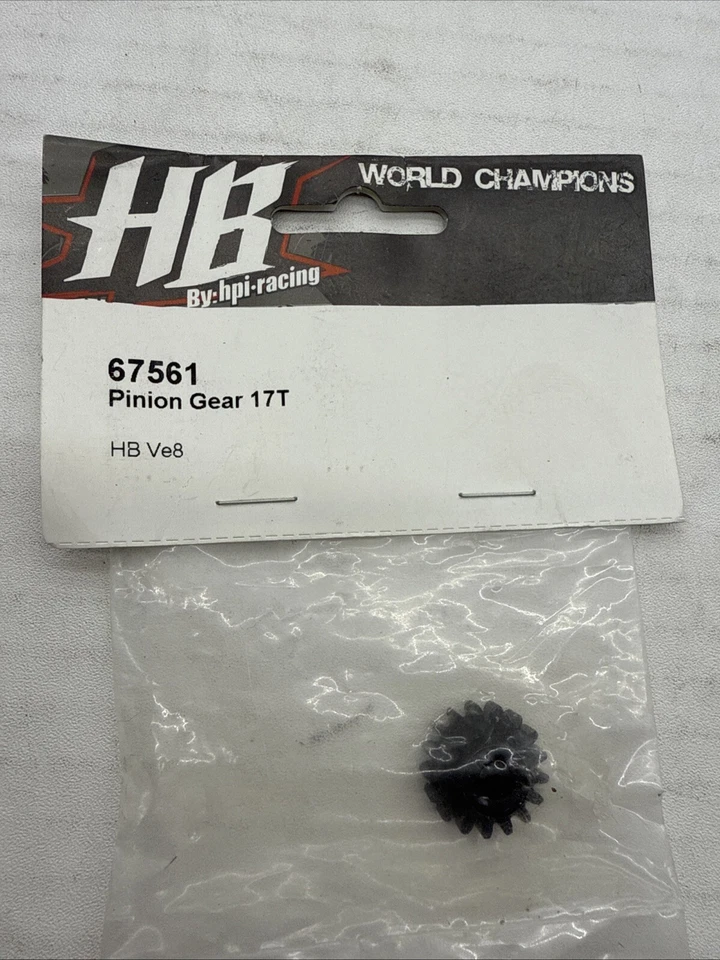 HB
WORLD CHAMPIONS
By:hpi·racing
67561
Pinion Gear 17T
HB Ve8